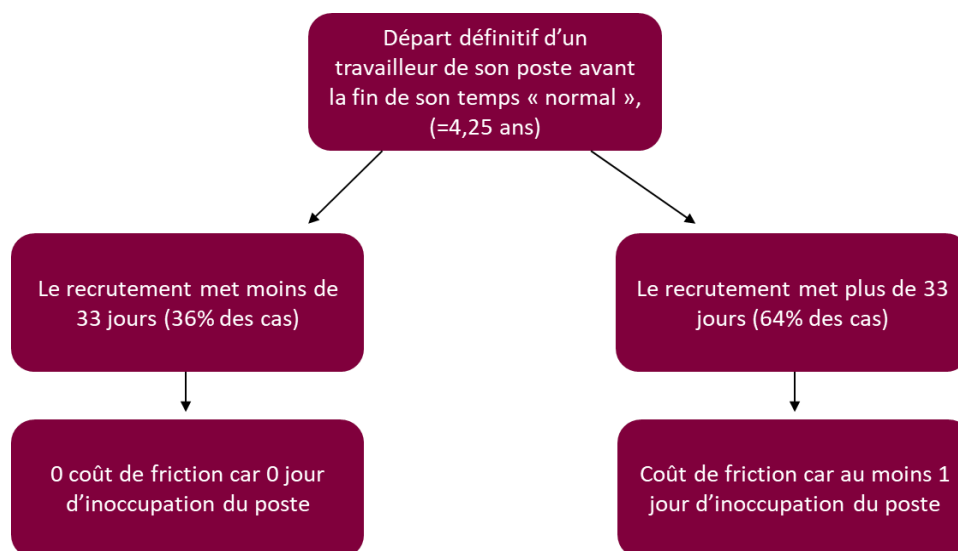 Départ définitif d’un
travailleur de son poste avant
la fin de son temps « normal »,
(=4,25 ans)
Le recrutement met moins de
33 jours (36% des cas)
Le recrutement met plus de 33
jours (64% des cas)
0 coût de friction car 0 jour
d’inoccupation du poste
Coût de friction car au moins 1
jour d’inoccupation du poste